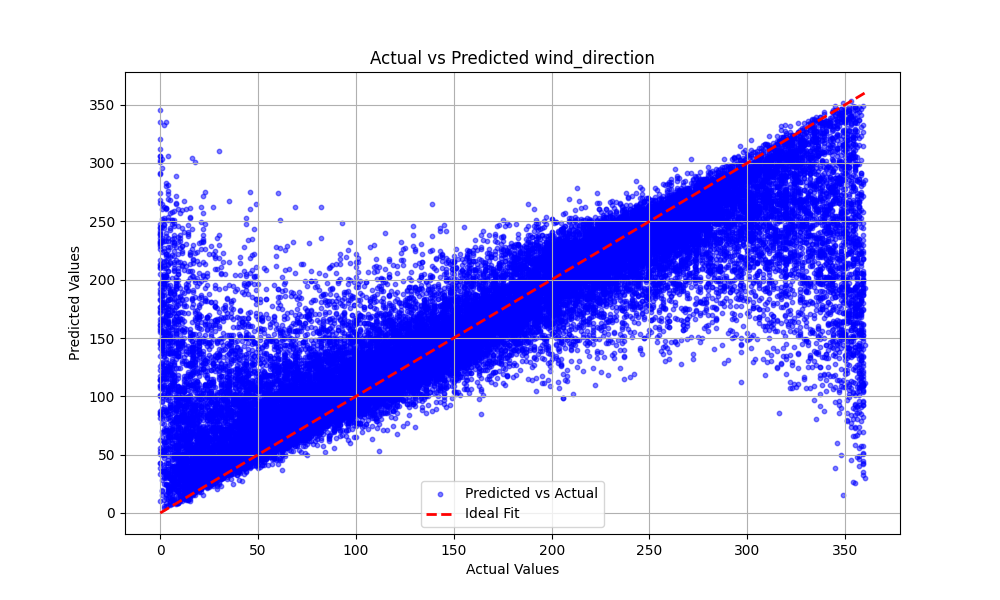 Actual vs Predicted wind_direction
Predicted Values
350
300
250
200
150
100
50
0
Predicted vs Actual
Ideal Fit
0 50 100 150 200 250 300 350
Actual Values